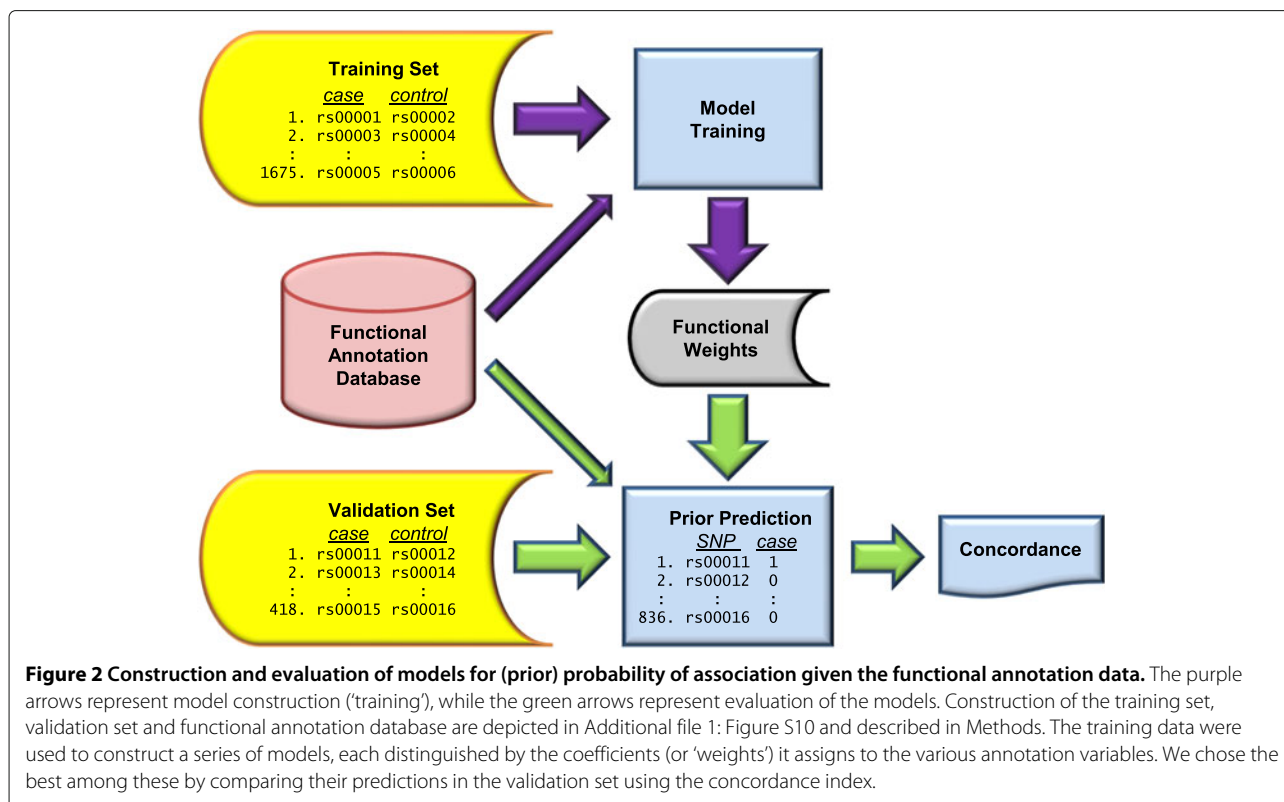 Training Set
case control
1. rs00001 rs00002
2. rs00003 rs00004
: : :
1675. rs00005 rs00006
Model
Training
Functional
Annotation
Database
Functional
Weights
Validation Set
case control
1. rs00011 rs00012
2. rs00013 rs00014
: : :
418. rs00015 rs00016
Prior Prediction
SNP case
1. rs00011 1
2. rs00012 0
: : :
836. rs00016 0
Concordance
Figure 2 Construction and evaluation of models for (prior) probability of association given the functional annotation data. The purple
arrows represent model construction (‘training’), while the green arrows represent evaluation of the models. Construction of the training set,
validation set and functional annotation database are depicted in Additional file 1: Figure S10 and described in Methods. The training data were
used to construct a series of models, each distinguished by the coefficients (or ‘weights’) it assigns to the various annotation variables. We chose the
best among these by comparing their predictions in the validation set using the concordance index.